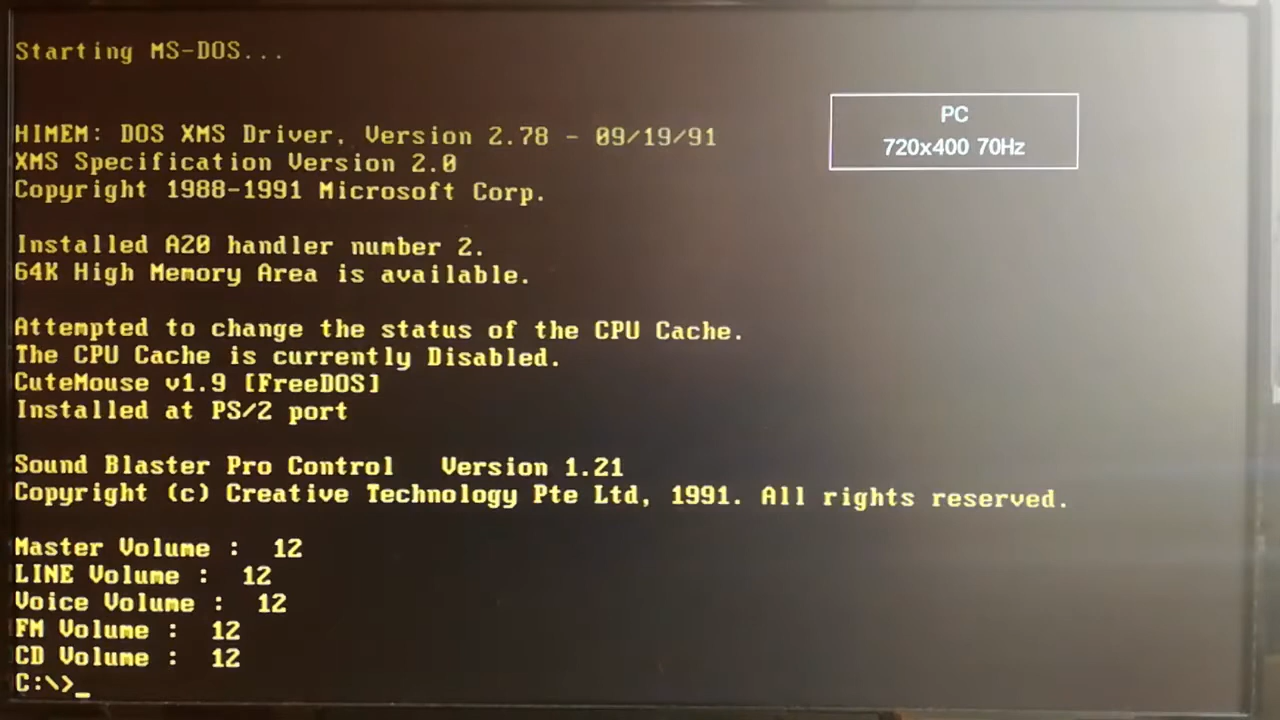 Starting MS-DOS...
PC
720x400 70Hz
HIMEM: DOS XMS Driver, Version 2.78 - 09/19/91
XMS Specification Version 2.0
Copyright 1988-1991 Microsoft Corp.
Installed A20 handler number 2.
64K High Memory Area is available.
Attempted to change the status of the CPU Cache.
The CPU Cache is currently Disabled.
CuteMouse v1.9 [FreeDOS]
Installed at PS/2 port
Sound Blaster Pro Control   Version 1.21
Copyright (c) Creative Technology Pte Ltd, 1991. All rights reserved.
Master Volume :  12
LINE Volume :  12
Voice Volume :  12
FM Volume :  12
CD Volume :  12
C:\>_